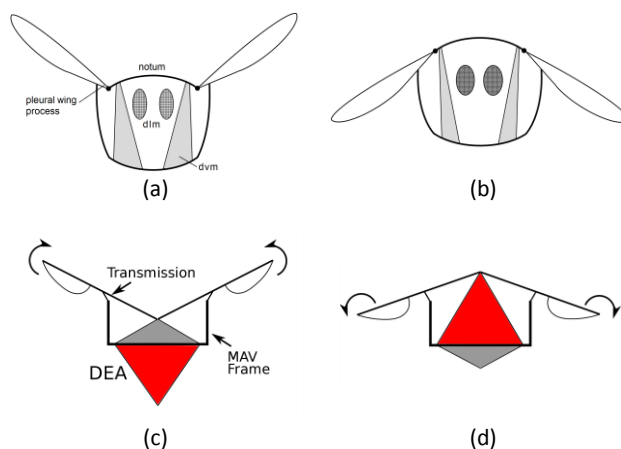 notum
pleural wing
process
dlm
dvm
(a)
(b)
Transmission
DEA
MAV
Frame
(c)
(d)